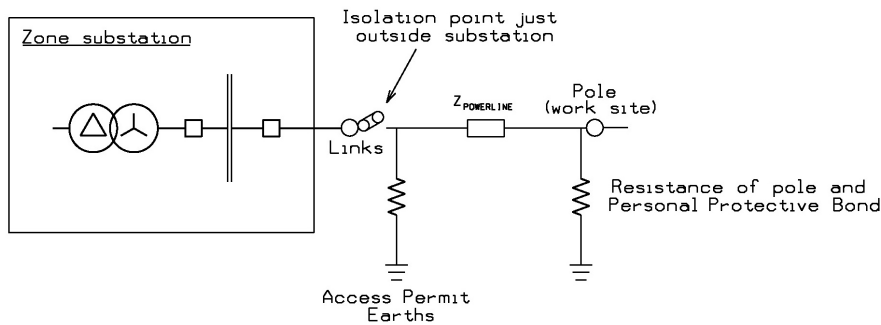 Isolation point just
outside substation
Zone substation
Z POWERLINE
Pole
(work site)
Links
Resistance of pole and
Personal Protective Bond
Access Permit
Earths